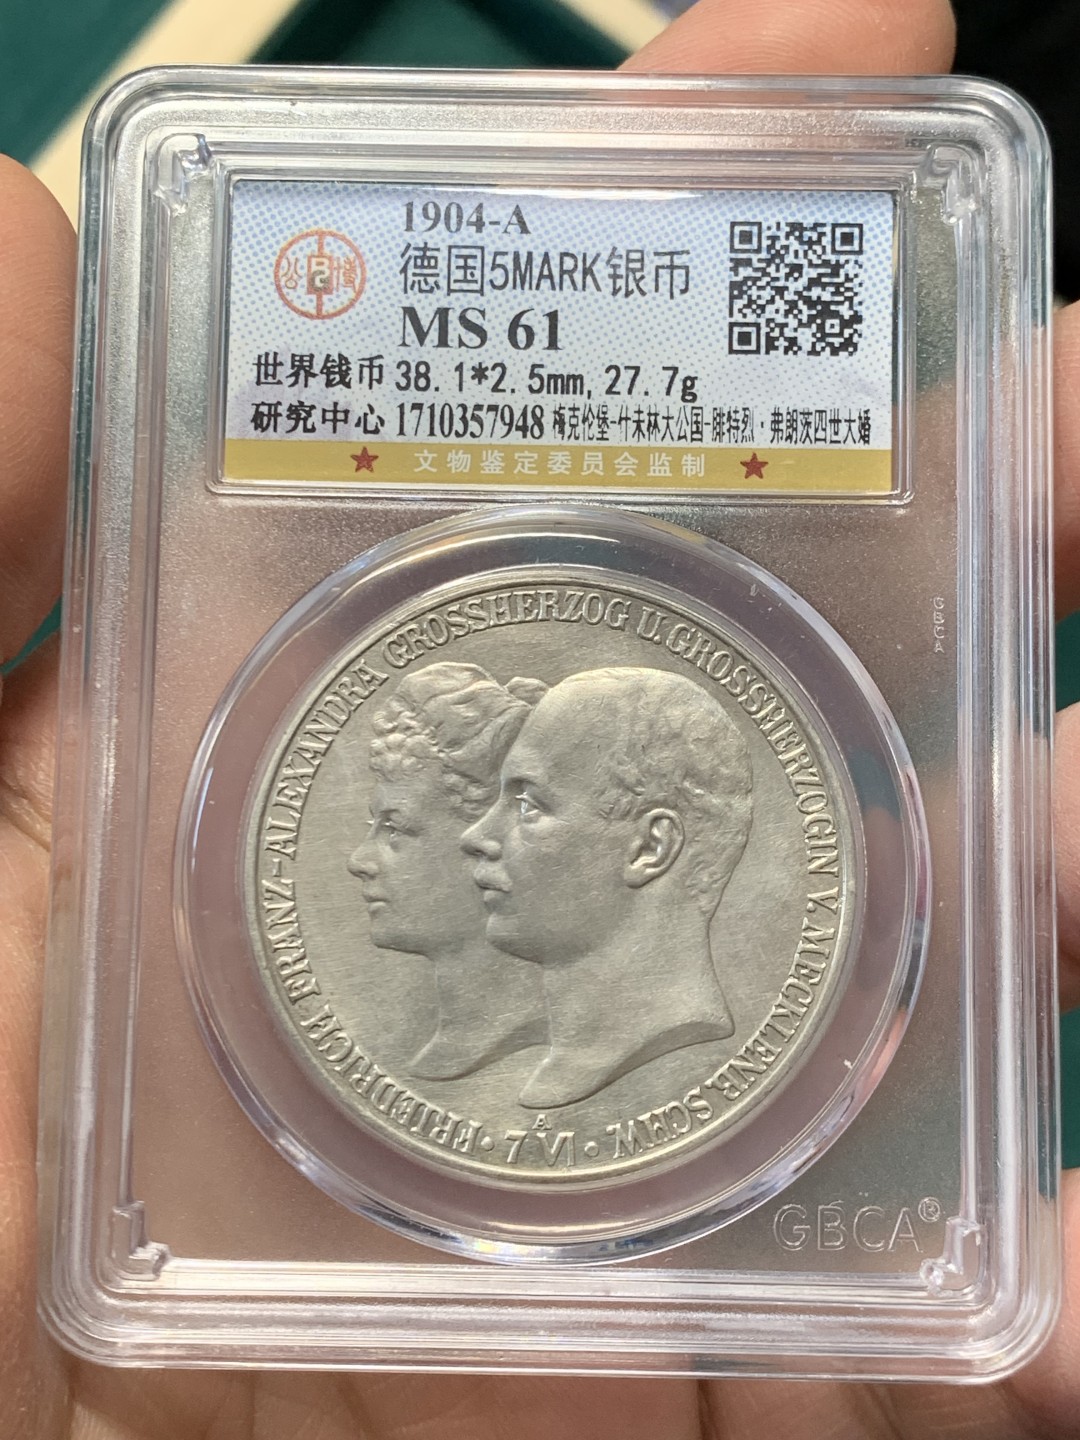 1904-A
德国5MARK银币
MS 61
世界钱币 38.1*2.5mm, 27.7g
研究中心 1710357948 梅克伦堡-什未林大公国-腓特烈·弗朗茨四世大婚
★ 文物鉴定委员会监制 ★
公 B G 博
GBCA
FRIEDRICH FRANZ-ALEXANDRA GROSSHERZOG U. GROSSHERZOGIN V. MECKLENB. SCHW.
A
· 7 VI ·
GBCA®